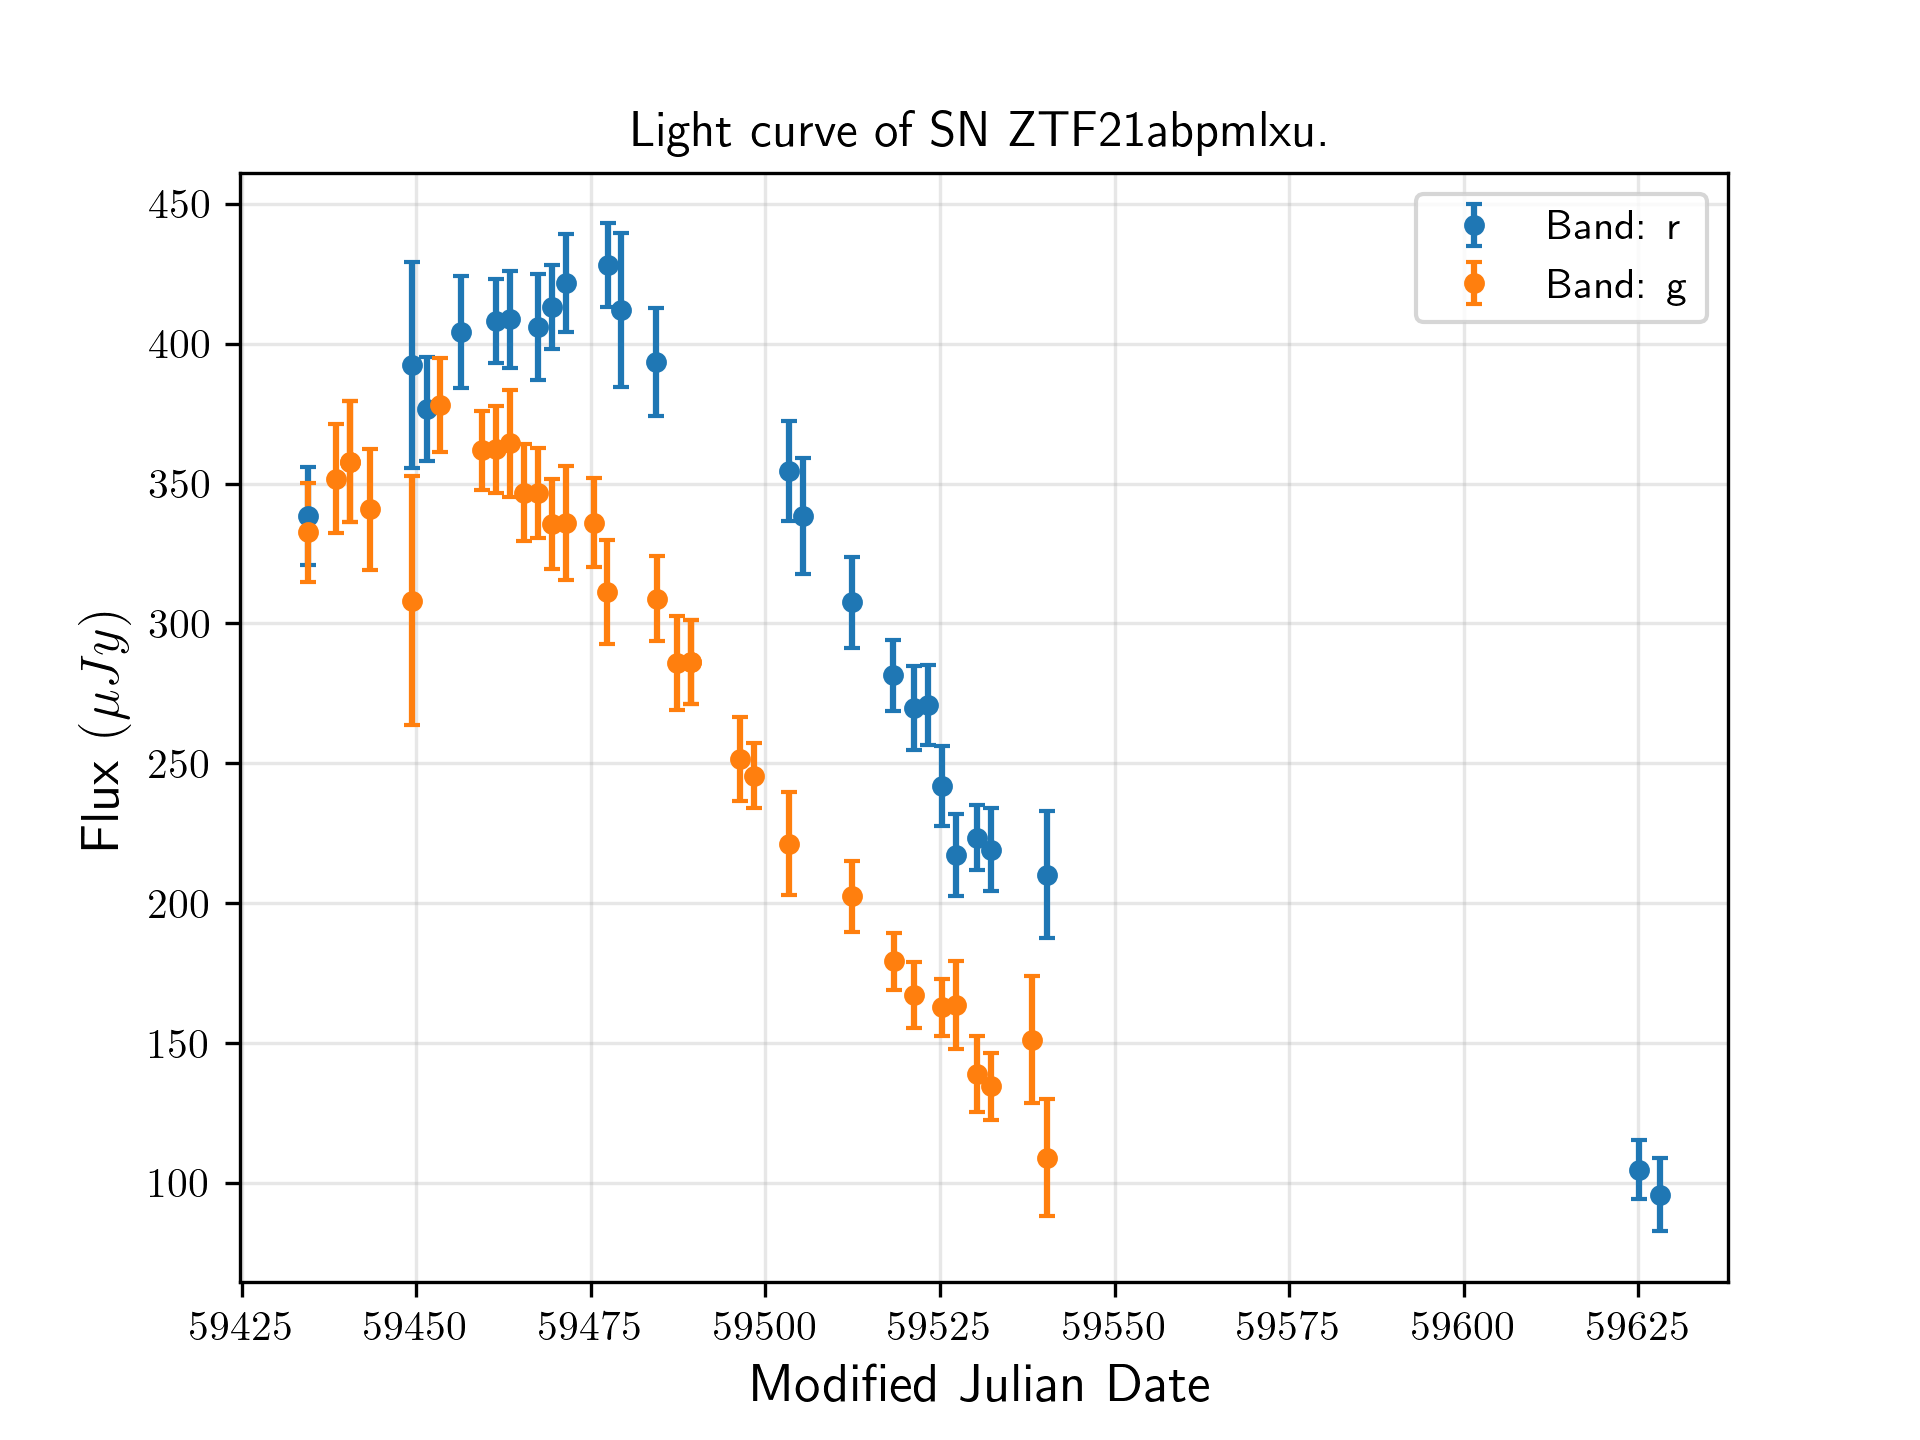 Light curve of SN ZTF21abpmlxu.
450
400
350
300
250
200
150
100
Flux (μJy)
Band: r
Band: g
59425 59450 59475 59500 59525 59550 59575 59600 59625
Modified Julian Date